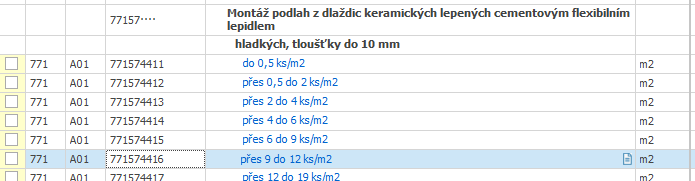 77157···· Montáž podlah z dlaždic keramických lepených cementovým flexibilním
lepidlem
hladkých, tloušťky do 10 mm
771 A01 771574411 do 0,5 ks/m2 m2
771 A01 771574412 přes 0,5 do 2 ks/m2 m2
771 A01 771574413 přes 2 do 4 ks/m2 m2
771 A01 771574414 přes 4 do 6 ks/m2 m2
771 A01 771574415 přes 6 do 9 ks/m2 m2
771 A01 771574416 přes 9 do 12 ks/m2 m2
771 A01 771574417 přes 12 do 19 ks/m2 m2